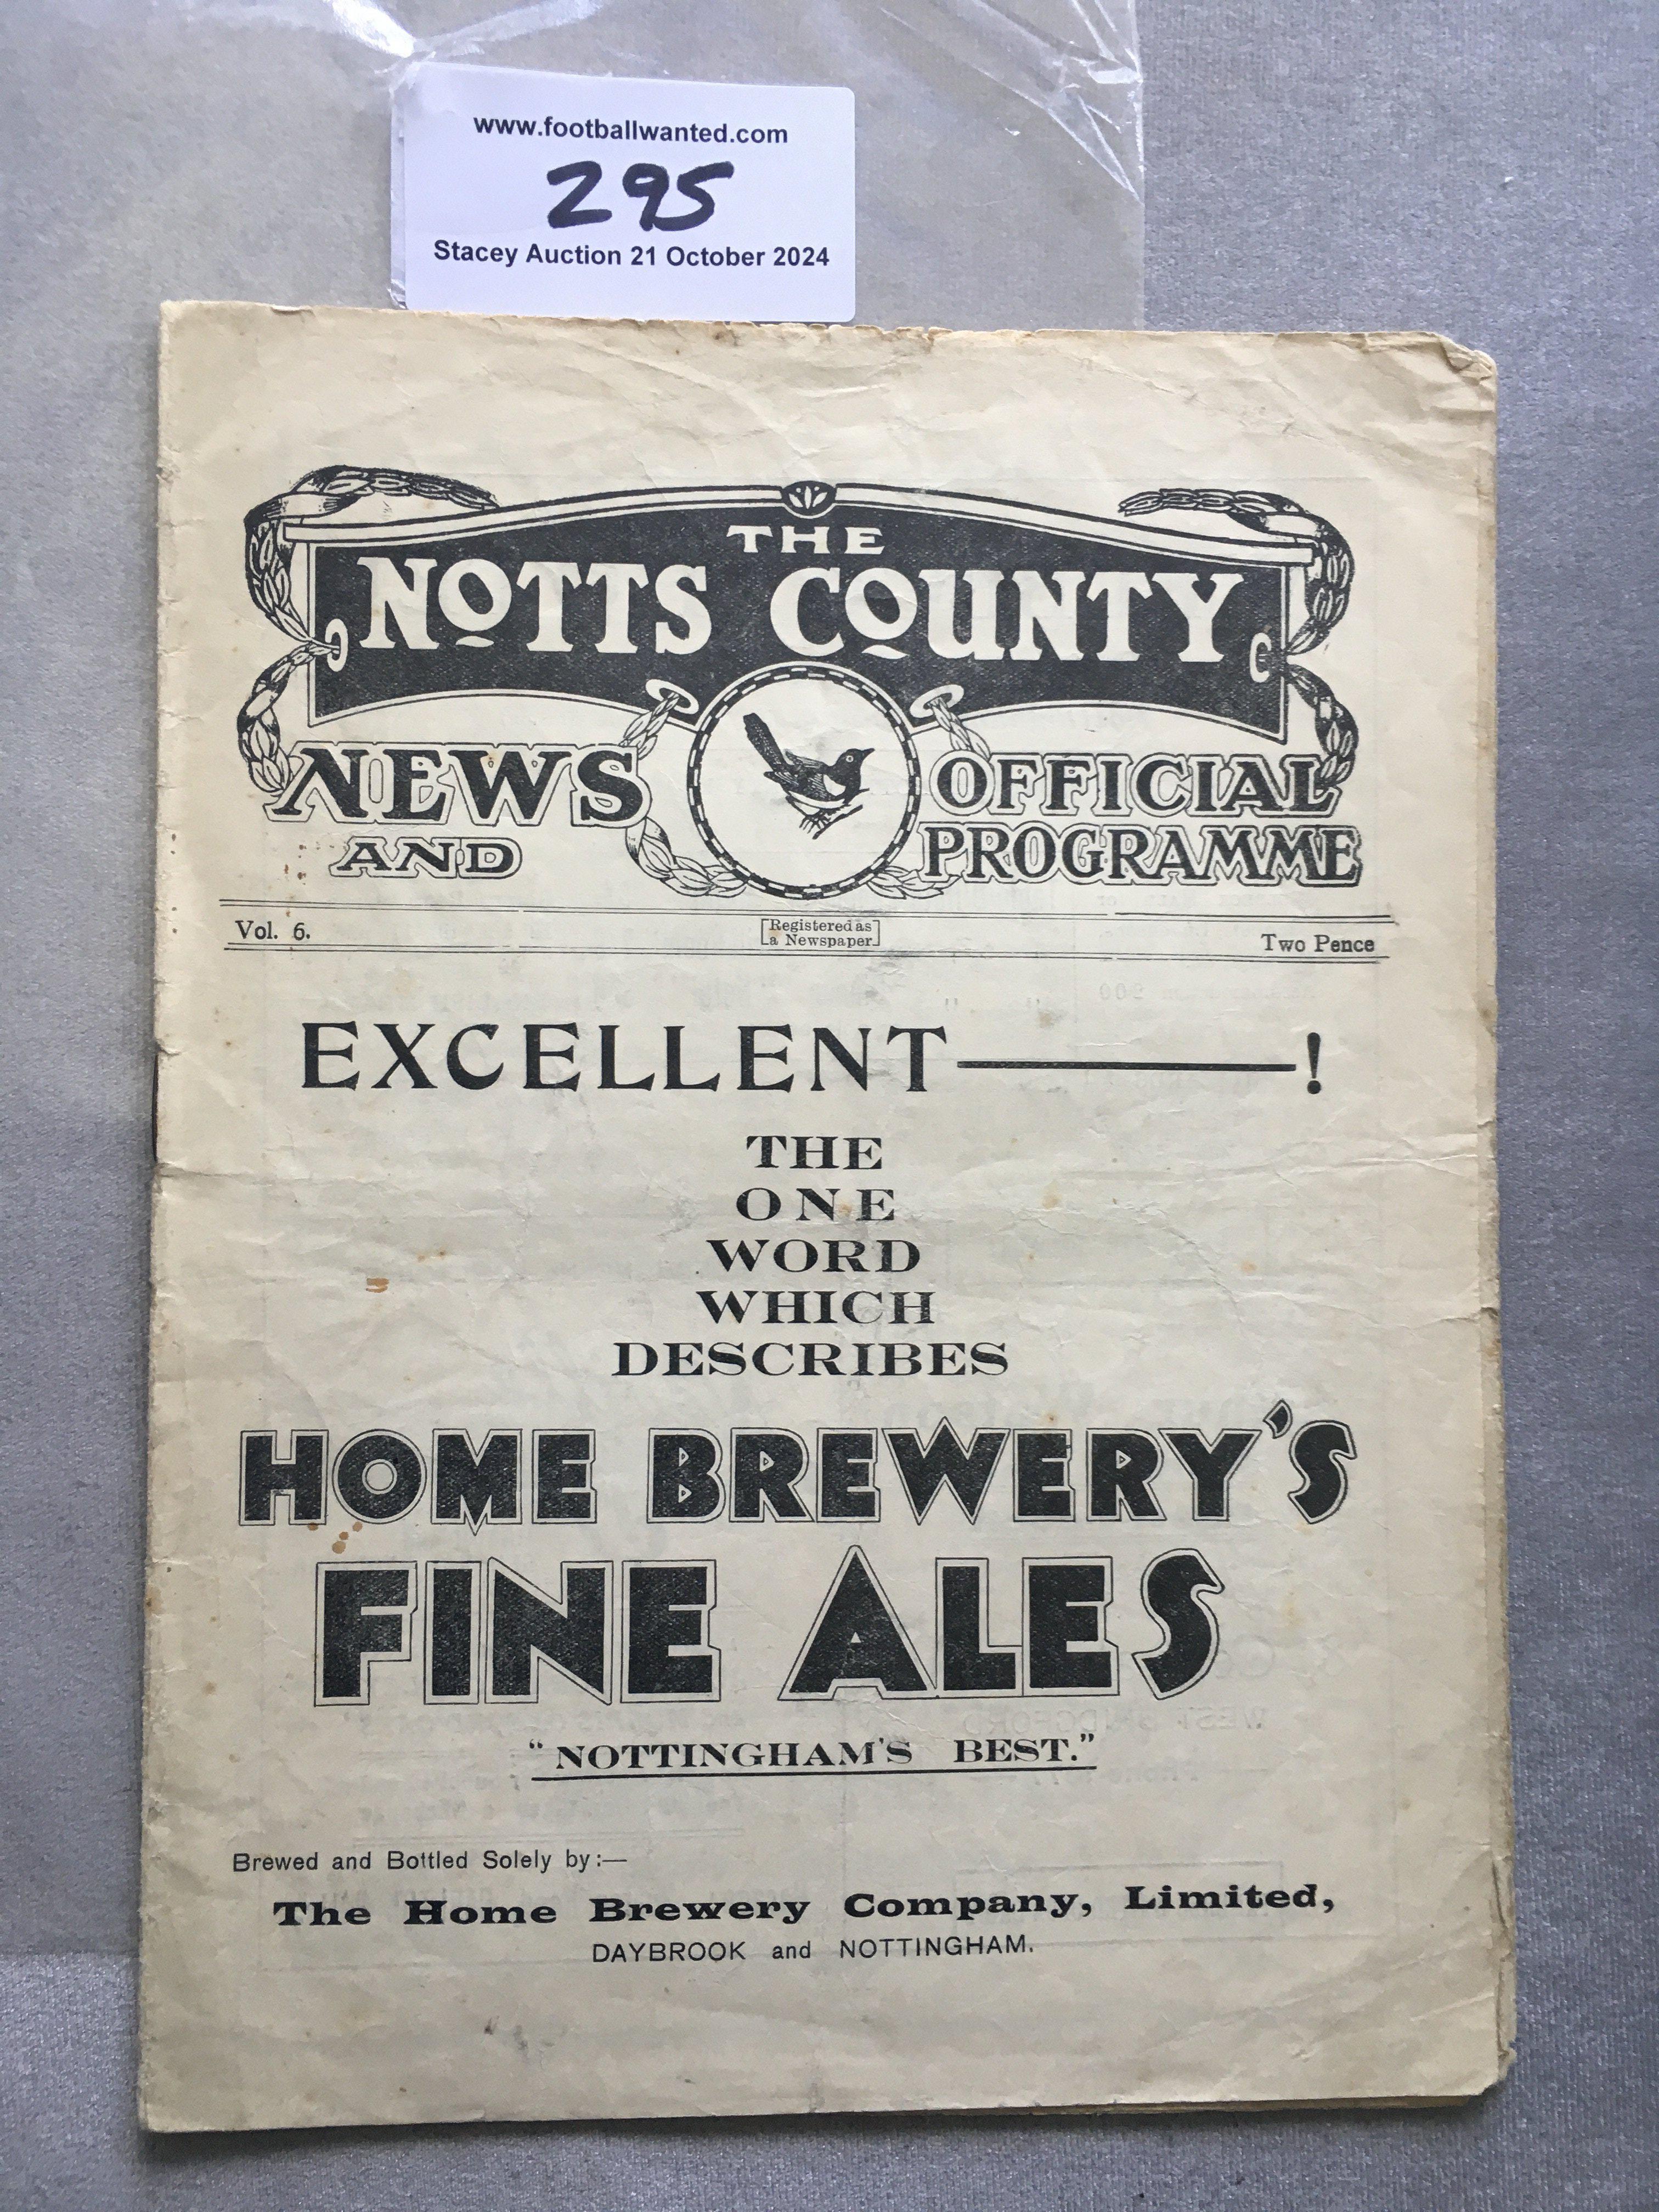 www.footballwanted.com
295
Stacey Auction 21 October 2024
THE
NOTTS COUNTY
NEWS
AND
OFFICIAL
PROGRAMME
Vol. 6.
[Registered as
a Newspaper]
Two Pence
EXCELLENT———!
THE
ONE
WORD
WHICH
DESCRIBES
HOME BREWERY'S
FINE ALES
"NOTTINGHAM'S BEST."
Brewed and Bottled Solely by:—
The Home Brewery Company, Limited,
DAYBROOK and NOTTINGHAM.